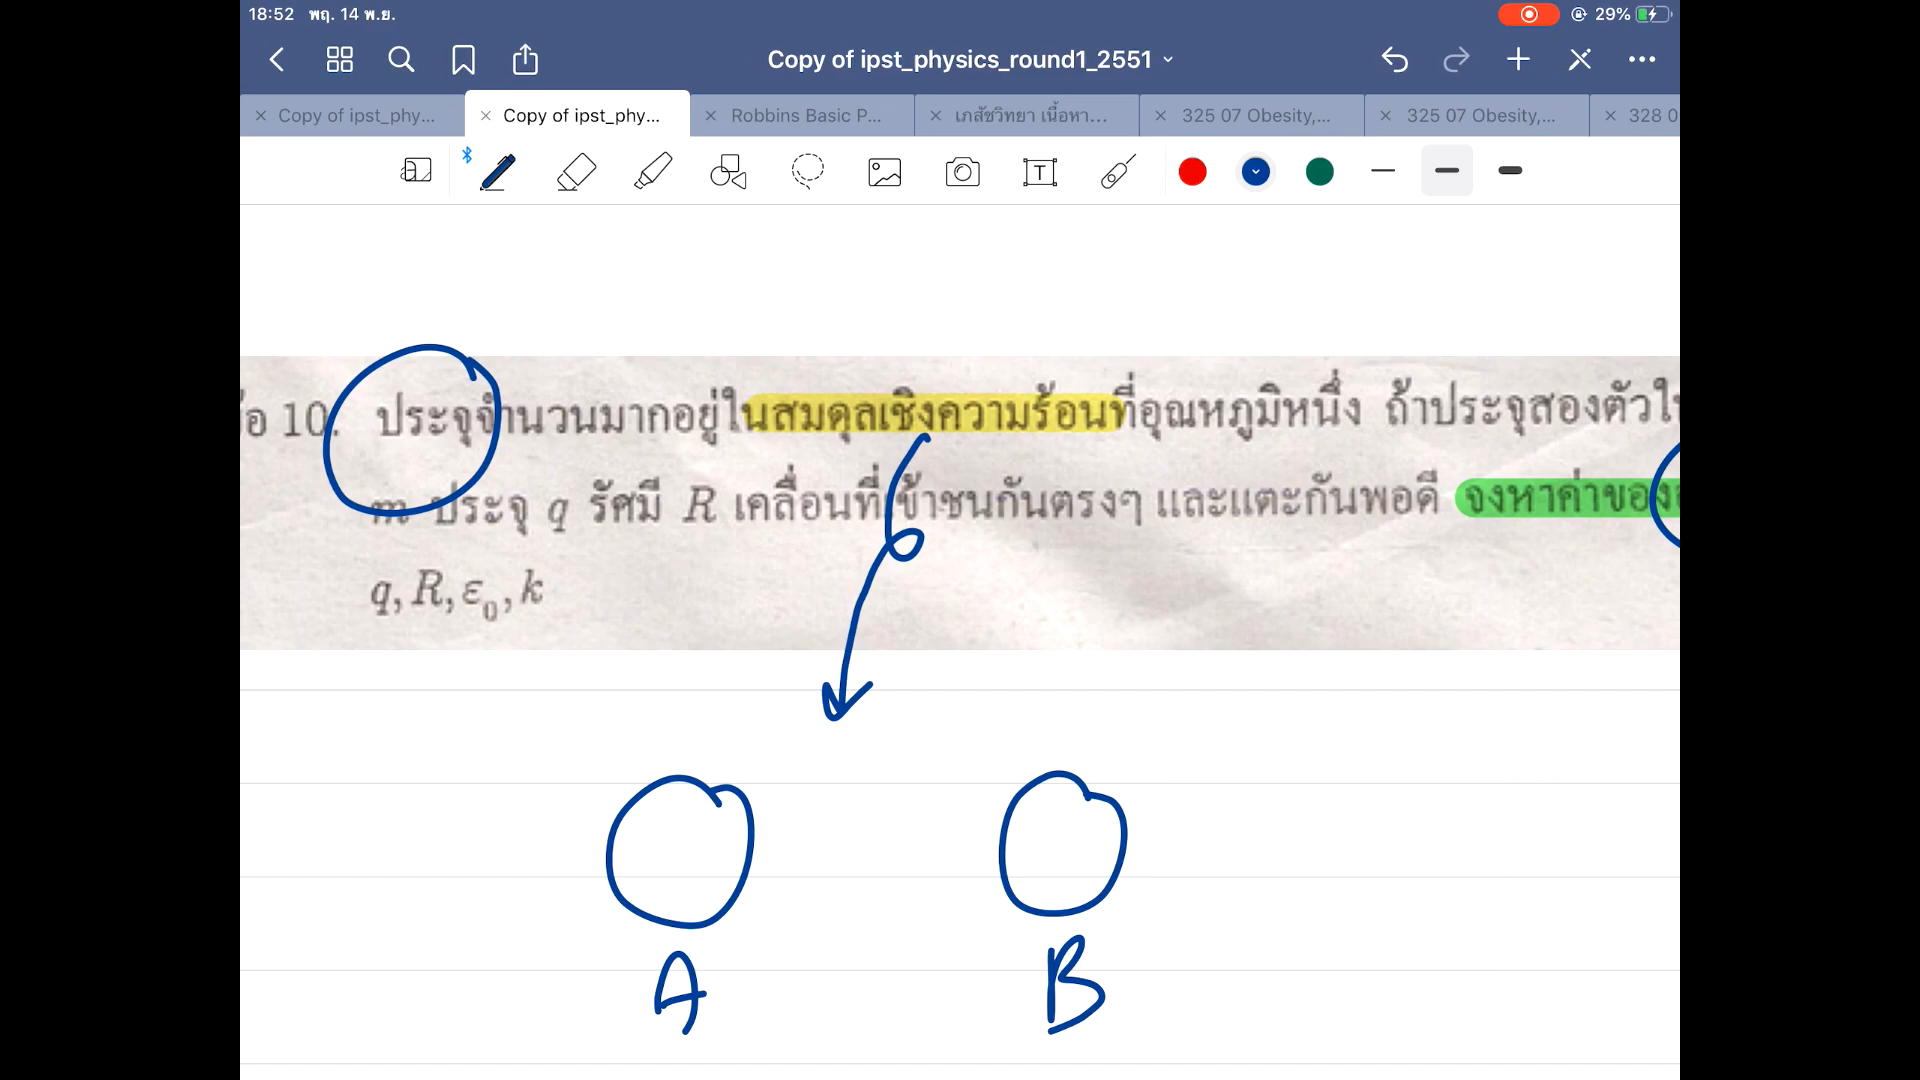 18:52 พฤ. 14 พ.ย.
29%
Copy of ipst_physics_round1_2551
Copy of ipst_phy...
Copy of ipst_phy...
Robbins Basic P...
เภสัชวิทยา เนื้อหา...
325 07 Obesity,...
325 07 Obesity,...
328 0
10. ประจุจำนวนมากอยู่ในสมดุลเชิงความร้อนที่อุณหภูมิหนึ่ง ถ้าประจุสองตัว
m ประจุ q รัศมี R เคลื่อนที่เข้าชนกันตรงๆ และแตะกันพอดี จงหาค่าของ
q, R, ε₀, k
A B